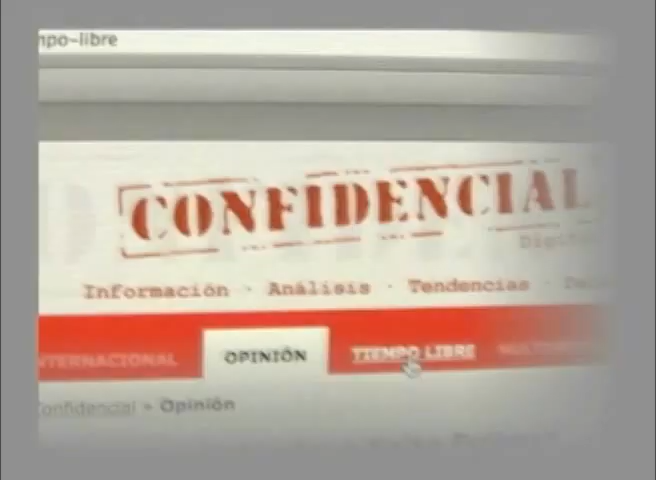 mpo-libre
CONFIDENCIAL
Información · Análisis · Tendencias ·
INTERNACIONAL OPINIÓN TIEMPO LIBRE
Confidencial » Opinión